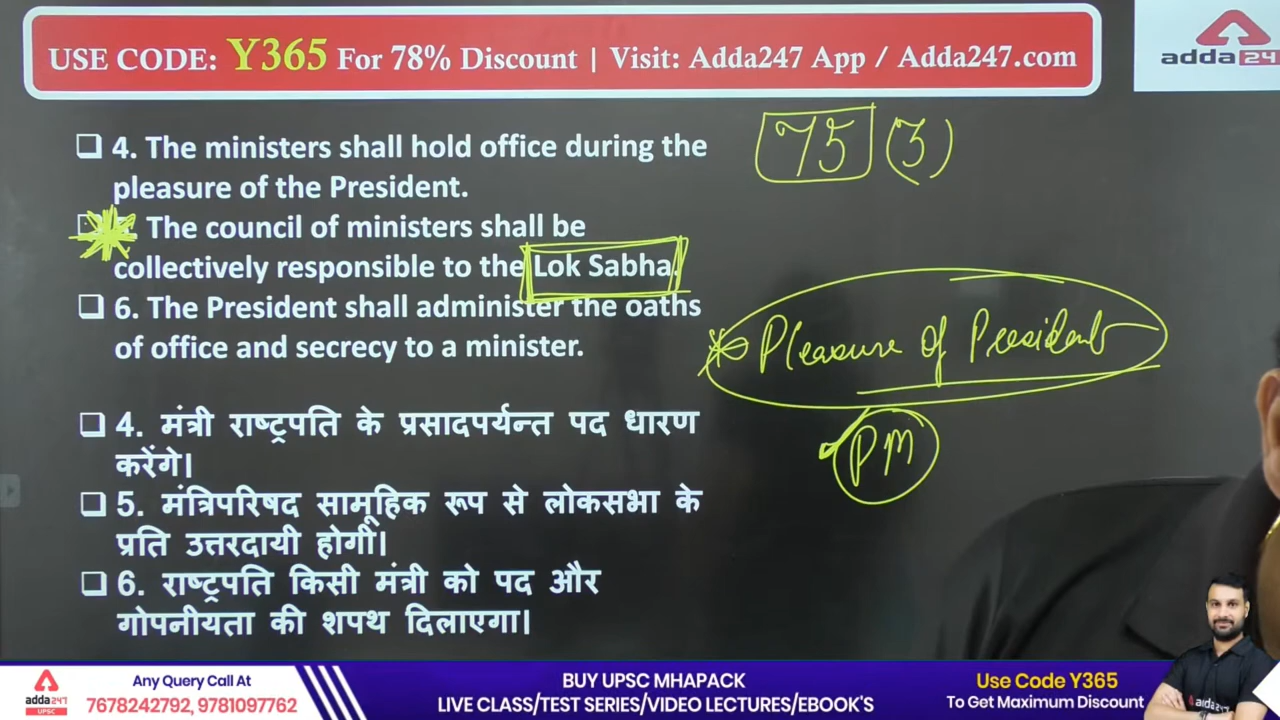 USE CODE: Y365 For 78% Discount | Visit: Adda247 App / Adda247.com
adda24
❑ 4. The ministers shall hold office during the
pleasure of the President.
The council of ministers shall be
collectively responsible to the Lok Sabha.
❑ 6. The President shall administer the oaths
of office and secrecy to a minister.
75 (3)
Pleasure of President
PM
❑ 4. मंत्री राष्ट्रपति के प्रसादपर्यन्त पद धारण
करेंगे।
❑ 5. मंत्रिपरिषद सामूहिक रूप से लोकसभा के
प्रति उत्तरदायी होगी।
❑ 6. राष्ट्रपति किसी मंत्री को पद और
गोपनीयता की शपथ दिलाएगा।
adda247
UPSC
Any Query Call At
7678242792, 9781097762
BUY UPSC MHAPACK
LIVE CLASS/TEST SERIES/VIDEO LECTURES/EBOOK'S
Use Code Y365
To Get Maximum Discount